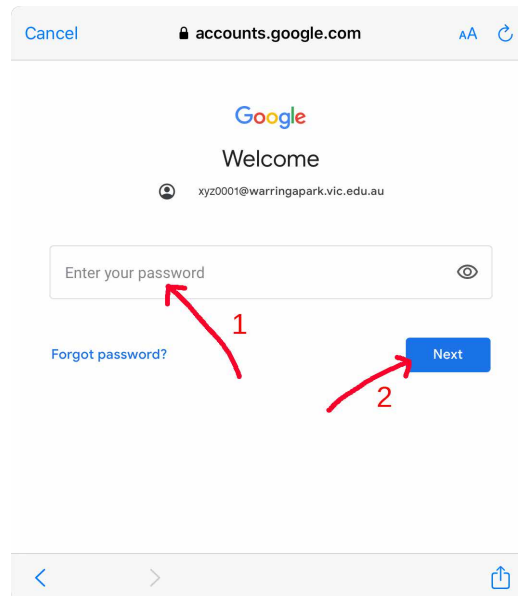 Cancel accounts.google.com AA
Google
Welcome
xyz0001@warringapark.vic.edu.au
Enter your password
1
Forgot password? Next
2